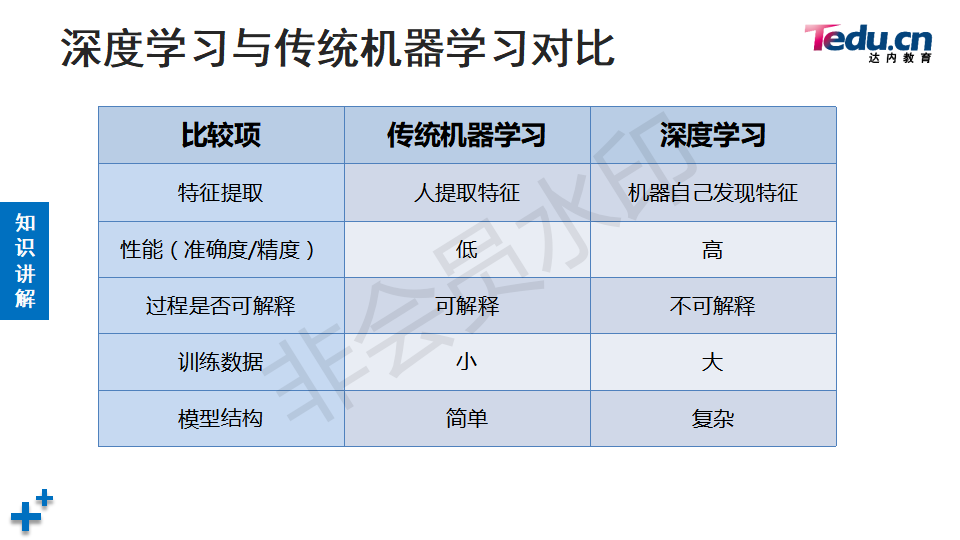 深度学习与传统机器学习对比
Tedu.cn
达内教育
知识讲解
比较项 传统机器学习 深度学习
特征提取 人提取特征 机器自己发现特征
性能（准确度/精度） 低 高
过程是否可解释 可解释 不可解释
训练数据 小 大
模型结构 简单 复杂
非会员水印